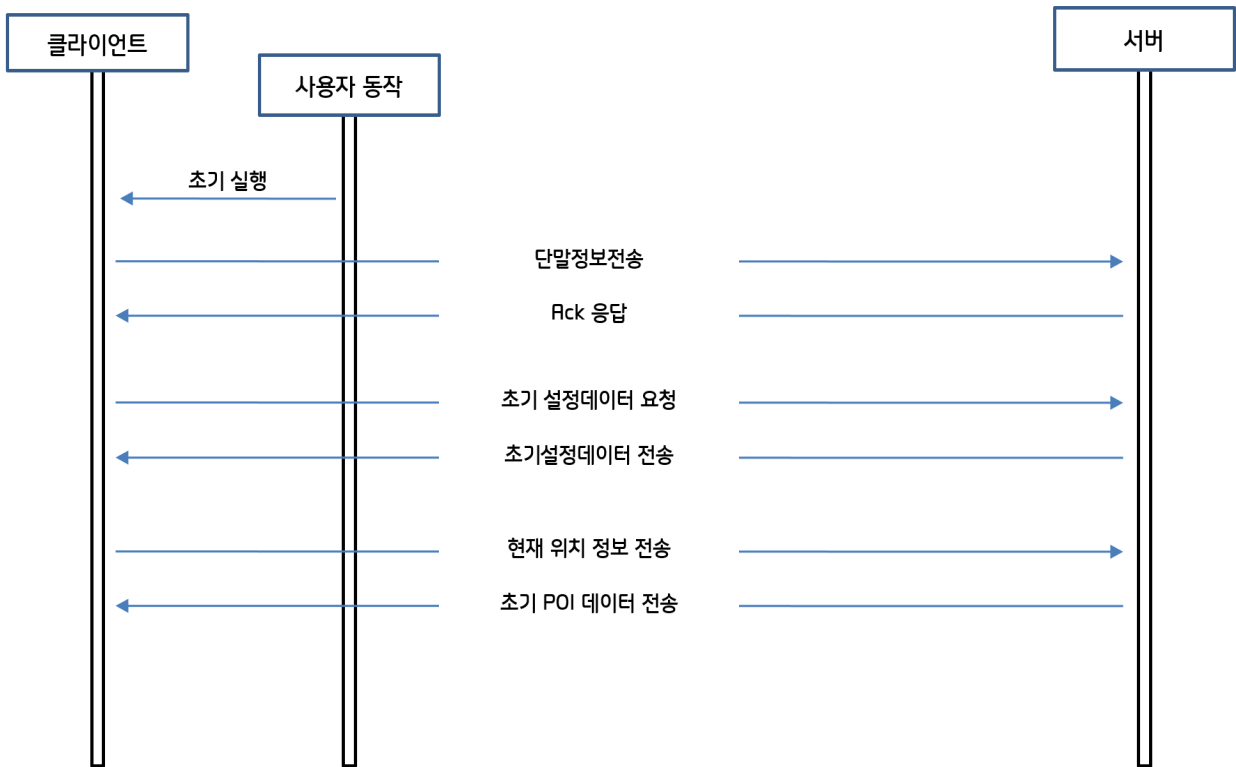 클라이언트
사용자 동작
서버
초기 실행
단말정보전송
Ack 응답
초기 설정데이터 요청
초기설정데이터 전송
현재 위치 정보 전송
초기 POI 데이터 전송